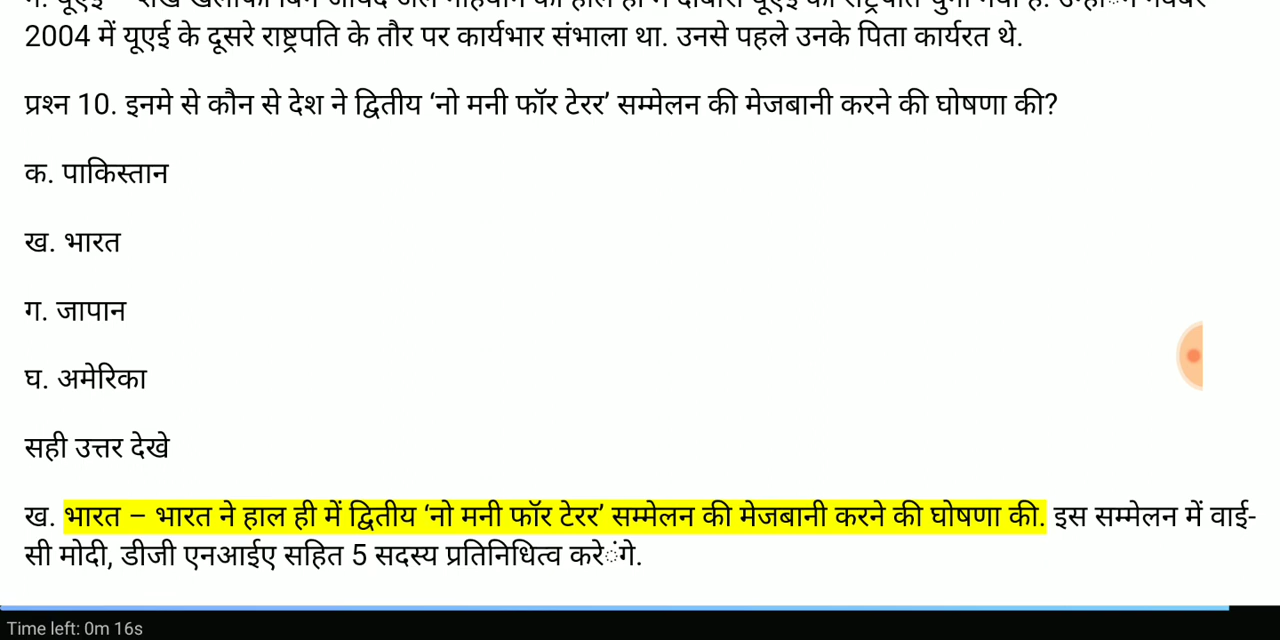 2004 में यूएई के दूसरे राष्ट्रपति के तौर पर कार्यभार संभाला था. उनसे पहले उनके पिता कार्यरत थे.
प्रश्न 10. इनमे से कौन से देश ने द्वितीय ‘नो मनी फॉर टेरर’ सम्मेलन की मेजबानी करने की घोषणा की?
क. पाकिस्तान
ख. भारत
ग. जापान
घ. अमेरिका
सही उत्तर देखे
ख. भारत – भारत ने हाल ही में द्वितीय ‘नो मनी फॉर टेरर’ सम्मेलन की मेजबानी करने की घोषणा की. इस सम्मेलन में वाई-
सी मोदी, डीजी एनआईए सहित 5 सदस्य प्रतिनिधित्व करेंगे.
Time left: 0m 16s